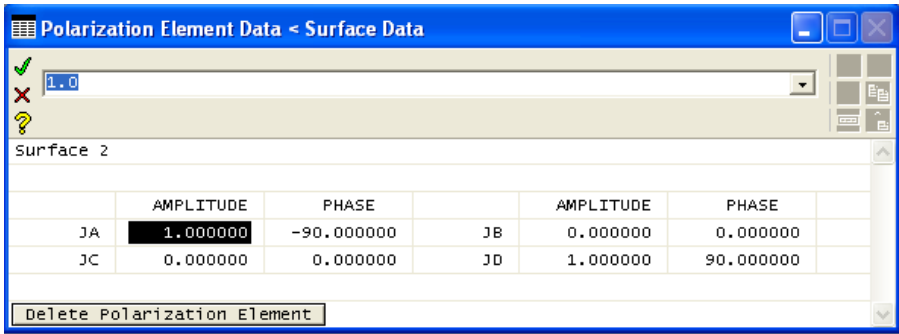 Polarization Element Data < Surface Data
1.0
Surface 2
AMPLITUDE PHASE AMPLITUDE PHASE
JA 1.000000 -90.000000 JB 0.000000 0.000000
JC 0.000000 0.000000 JD 1.000000 90.000000
Delete Polarization Element